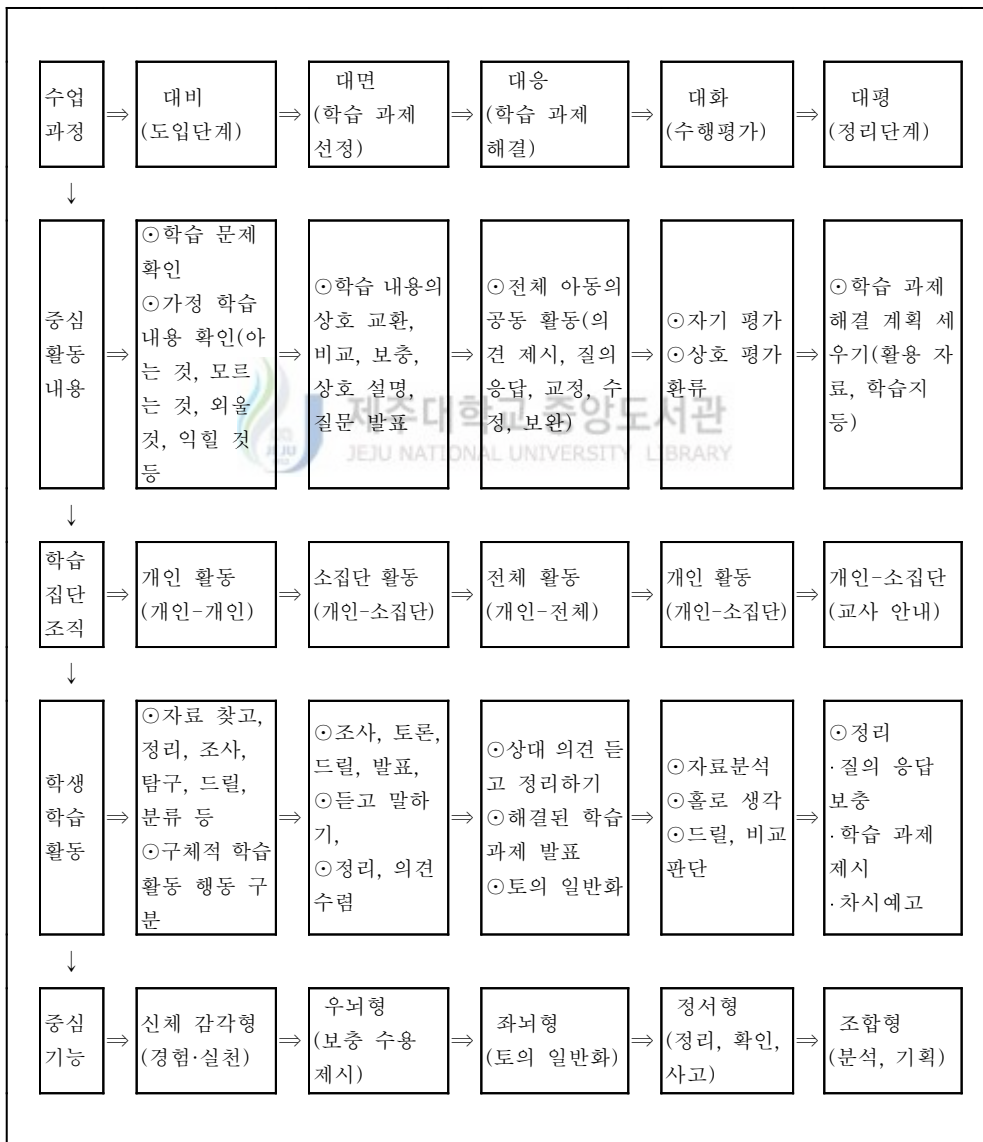 수업
과정
⇒
대비
(도입단계)
⇒
대면
(학습 과제
선정)
⇒
대응
(학습 과제
해결)
⇒
대화
(수행평가)
⇒
대평
(정리단계)
↓
중심
활동
내용
⇒
⊙학습 문제
확인
⊙가정 학습
내용 확인(아
는 것, 모르
는 것, 외울
것, 익힐 것
등
⇒
⊙학습 내용의
상호 교환,
비교, 보충,
상호 설명,
질문 발표
⇒
⊙전체 아동의
공동 활동(의
견 제시, 질의
응답, 교정, 수
정, 보완)
⇒
⊙자기 평가
⊙상호 평가
환류
⇒
⊙학습 과제
해결 계획 세
우기(활용 자
료, 학습지
등)
제주대학교 중앙도서관
JEJU NATIONAL UNIVERSITY LIBRARY
JEJU
1952
↓
학습
집단
조직
⇒
개인 활동
(개인-개인)
⇒
소집단 활동
(개인-소집단)
⇒
전체 활동
(개인-전체)
⇒
개인 활동
(개인-소집단)
⇒
개인-소집단
(교사 안내)
↓
학생
학습
활동
⇒
⊙자료 찾고,
정리, 조사,
탐구, 드릴,
분류 등
⊙구체적 학습
활동 행동 구
분
⇒
⊙조사, 토론,
드릴, 발표,
⊙듣고 말하
기,
⊙정리, 의견
수렴
⇒
⊙상대 의견 듣
고 정리하기
⊙해결된 학습
과제 발표
⊙토의 일반화
⇒
⊙자료분석
⊙홀로 생각
⊙드릴, 비교
판단
⇒
⊙정리
·질의 응답
보충
·학습 과제
제시
·차시예고
↓
중심
기능
⇒
신체 감각형
(경험·실천)
⇒
우뇌형
(보충 수용
제시)
⇒
좌뇌형
(토의 일반화)
⇒
정서형
(정리, 확인,
사고)
⇒
조합형
(분석, 기획)